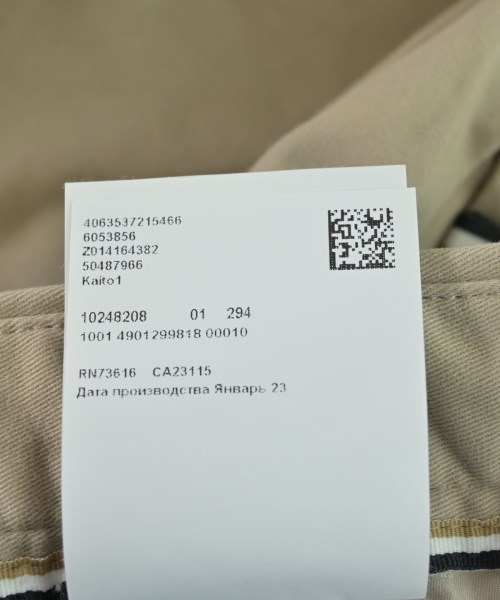 4063537215466
6053856
Z014164382
50487966
Kaito1
10248208 01 294
1001 4901299818 00010
RN73616 CA23115
Дата производства Январь 23